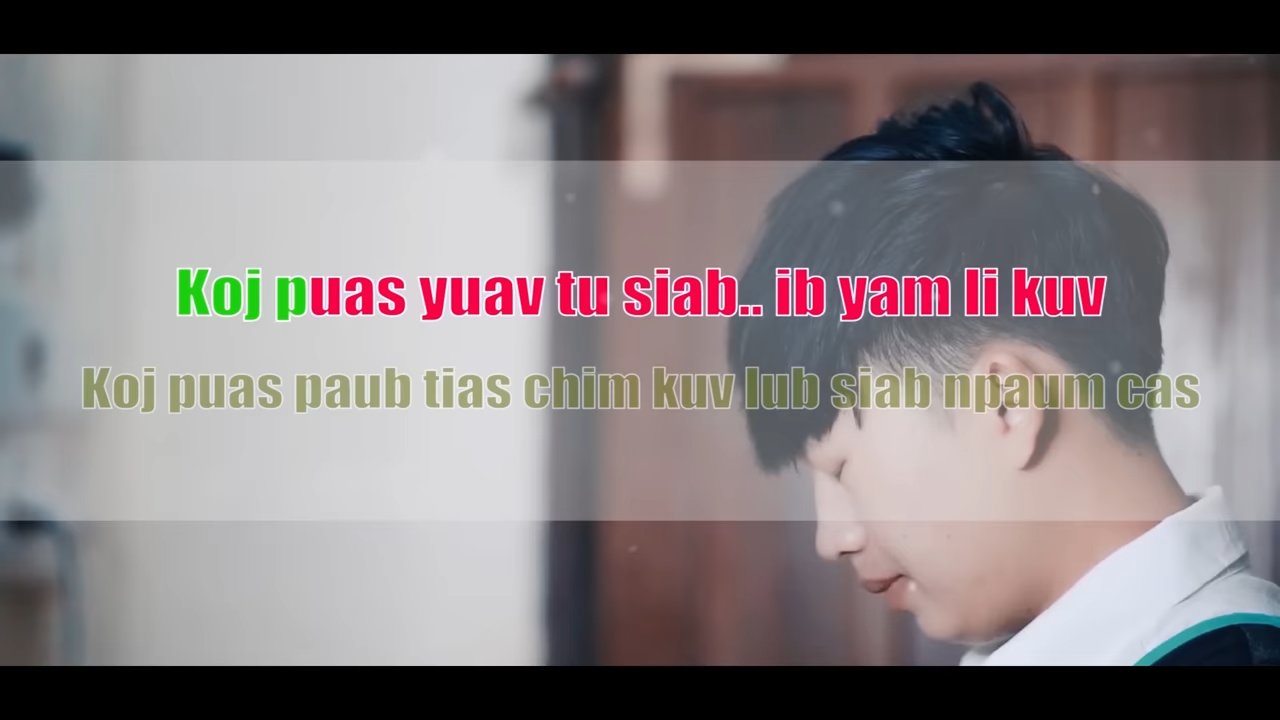 Koj puas yuav tu siab.. ib yam li kuv
Koj puas paub tias chim kuv lub siab npaum cas